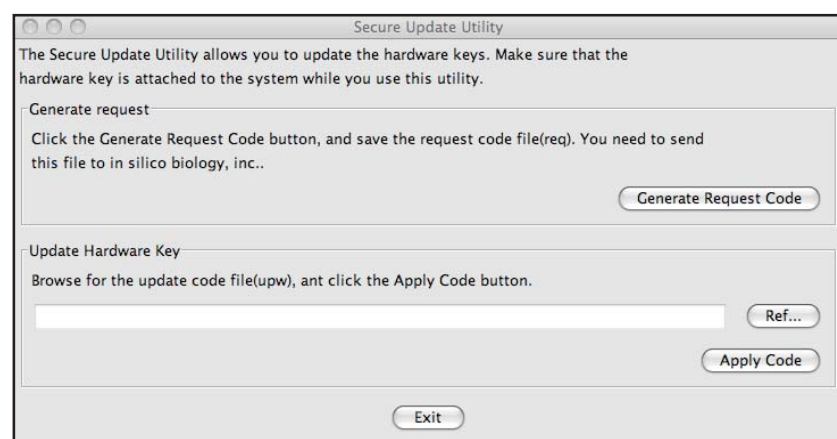 Secure Update Utility
The Secure Update Utility allows you to update the hardware keys. Make sure that the
hardware key is attached to the system while you use this utility.
Generate request
Click the Generate Request Code button, and save the request code file(req). You need to send
this file to in silico biology, inc..
Generate Request Code
Update Hardware Key
Browse for the update code file(upw), ant click the Apply Code button.
Ref...
Apply Code
Exit